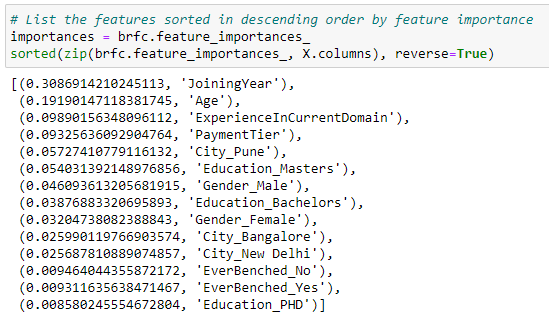 # List the features sorted in descending order by feature importance
importances = brfc.feature_importances_
sorted(zip(brfc.feature_importances_, X.columns), reverse=True)
[(0.3086914210245113, 'JoiningYear'),
(0.19190147118381745, 'Age'),
(0.09890156348096112, 'ExperienceInCurrentDomain'),
(0.09325636092904764, 'PaymentTier'),
(0.05727410779116132, 'City_Pune'),
(0.054031392148976856, 'Education_Masters'),
(0.046093613205681915, 'Gender_Male'),
(0.03876883320695893, 'Education_Bachelors'),
(0.03204738082388843, 'Gender_Female'),
(0.025990119766903574, 'City_Bangalore'),
(0.025687810889074857, 'City_New Delhi'),
(0.009464044355872172, 'EverBenched_No'),
(0.009311635638471467, 'EverBenched_Yes'),
(0.008580245554672804, 'Education_PHD')]